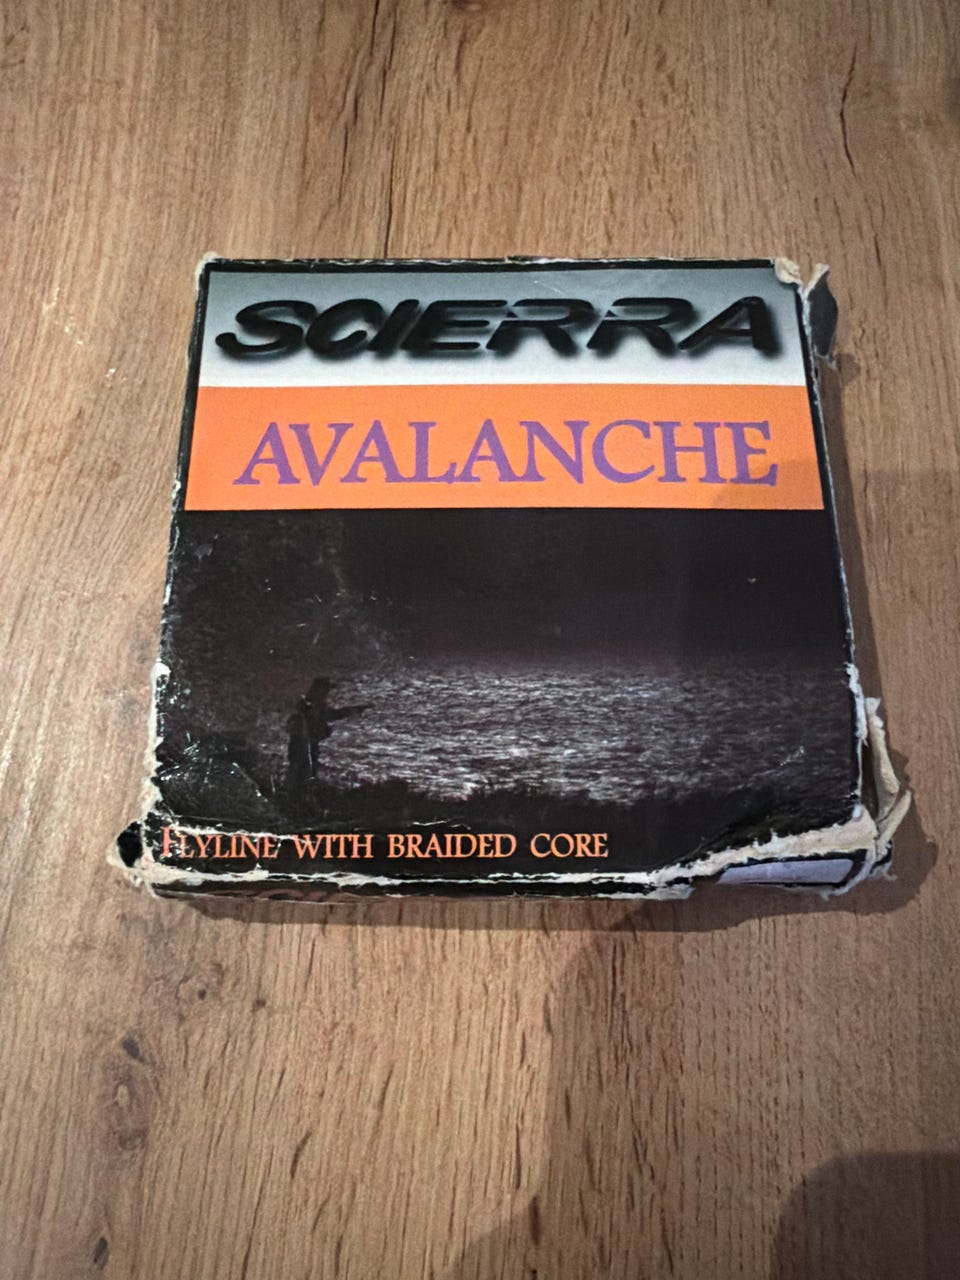 SCIERRA
AVALANCHE
FLYLINE WITH BRAIDED CORE